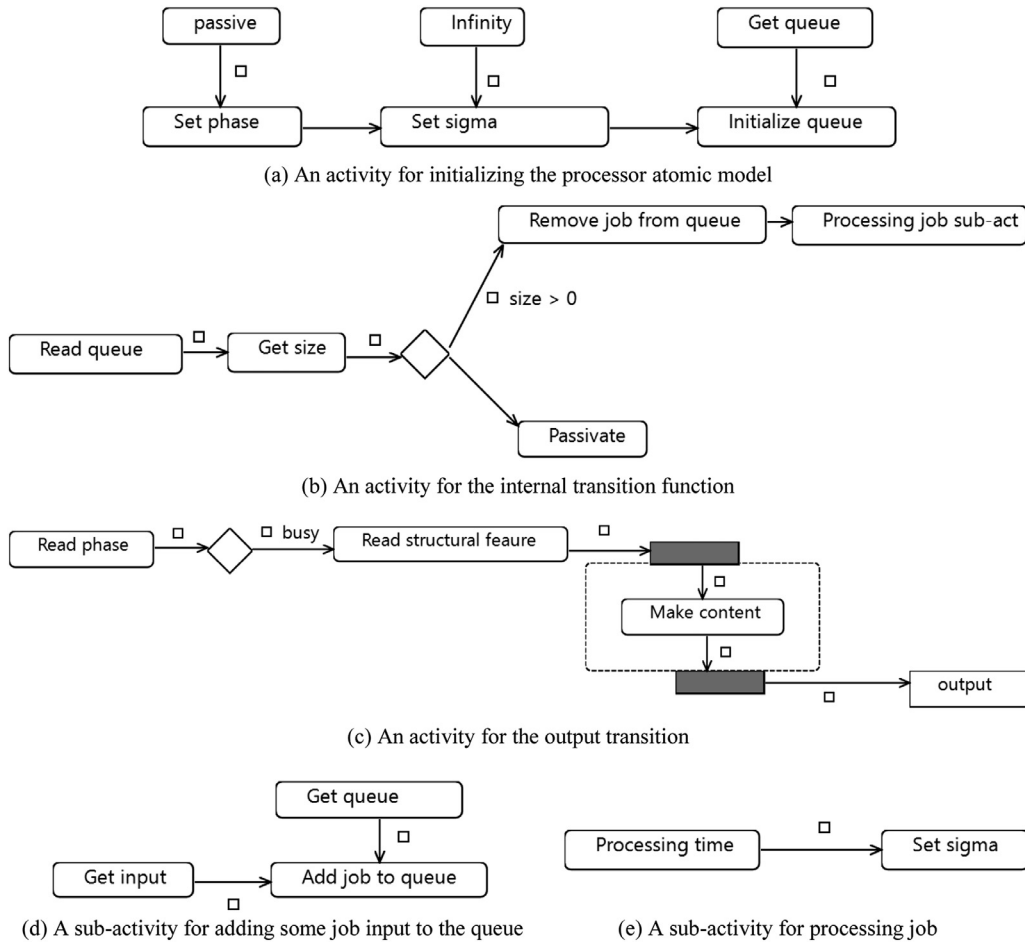 passive
Infinity
Get queue
Set phase
Set sigma
Initialize queue
(a) An activity for initializing the processor atomic model
Remove job from queue
Processing job sub-act
size > 0
Read queue
Get size
Passivate
(b) An activity for the internal transition function
Read phase
busy
Read structural feaure
Make content
output
(c) An activity for the output transition
Get queue
Get input
Add job to queue
Processing time
Set sigma
(d) A sub-activity for adding some job input to the queue
(e) A sub-activity for processing job